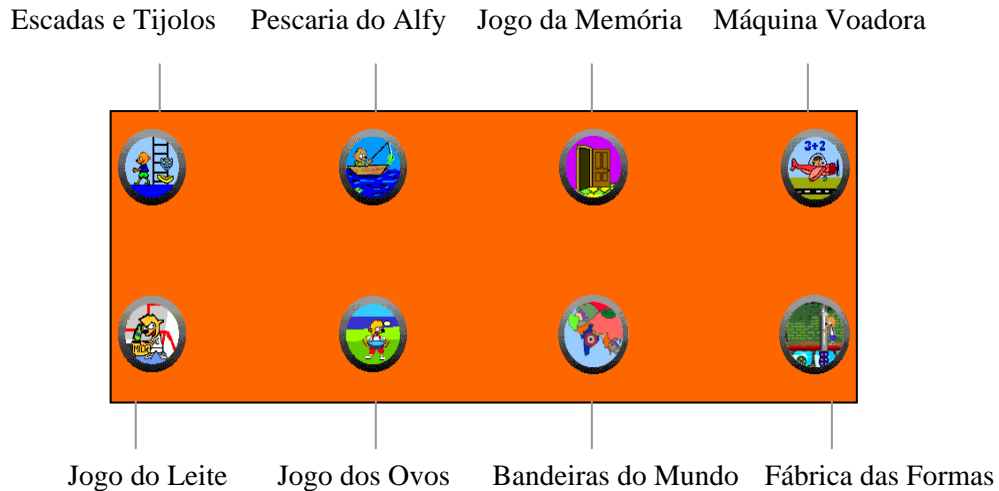 Escadas e Tijolos Pescaria do Alfy Jogo da Memória Máquina Voadora
3+2
MILK
Jogo do Leite Jogo dos Ovos Bandeiras do Mundo Fábrica das Formas